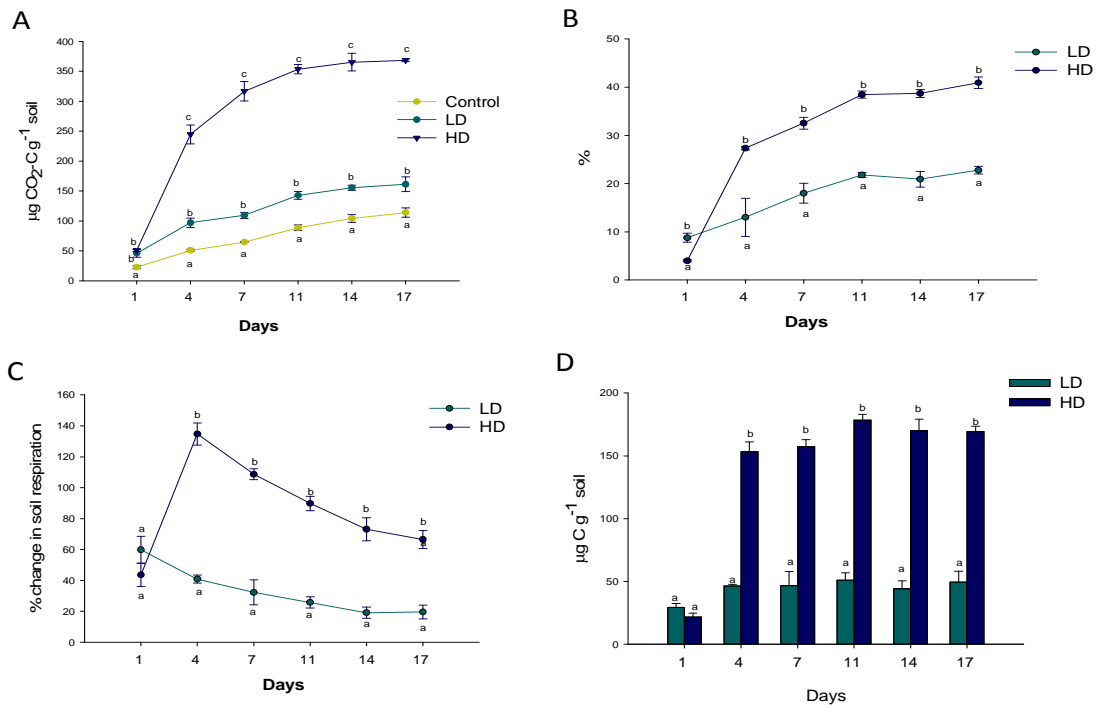 A
400
350
300
250
200
150
100
50
0
µg CO2-C g-1 soil
c
c
c
c
c
b
b
b
b
b
b
b
a
a
a
a
a
a
Control
LD
HD
1 4 7 11 14 17
Days
B
50
40
30
20
10
0
%
b
b
b
b
b
b
a
a
a
a
a
a
LD
HD
1 4 7 11 14 17
Days
C
160
140
120
100
80
60
40
20
0
% change in soil respiration
a
b
b
b
b
b
a
a
a
a
a
a
a
LD
HD
1 4 7 11 14 17
Days
D
200
150
100
50
0
µg C g-1 soil
a a
a b
a b
a b
a b
a b
LD
HD
1 4 7 11 14 17
Days